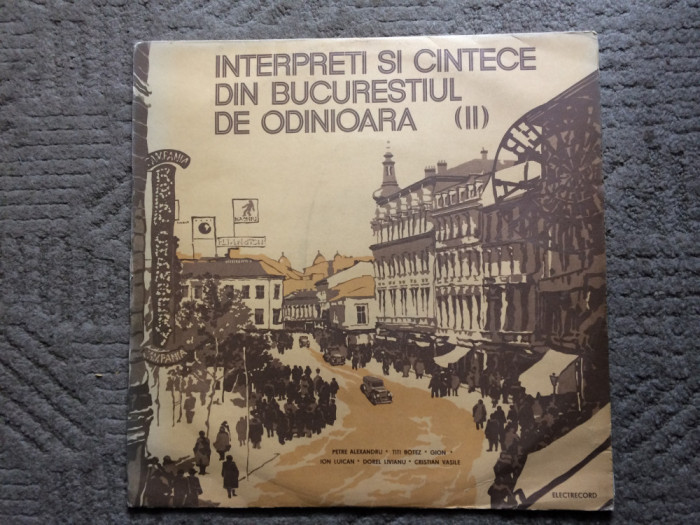 INTERPRETI SI CINTECE
DIN BUCURESTIUL
DE ODINIOARA (II)
PETRE ALEXANDRU * TITI BOTEZ * GION *
ION LUICAN * DOREL LIVIANU * CRISTIAN VASILE
ELECTRECORD